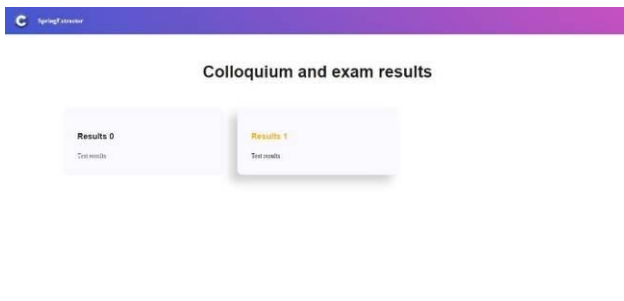 C
SpringExtractor
Colloquium and exam results
Results 0
Results 1
Test results
Test results